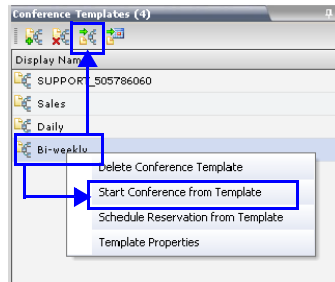 Conference Templates (4)
Display Name
SUPPORT_505786060
Sales
Daily
Bi-weekly
Delete Conference Template
Start Conference from Template
Schedule Reservation from Template
Template Properties